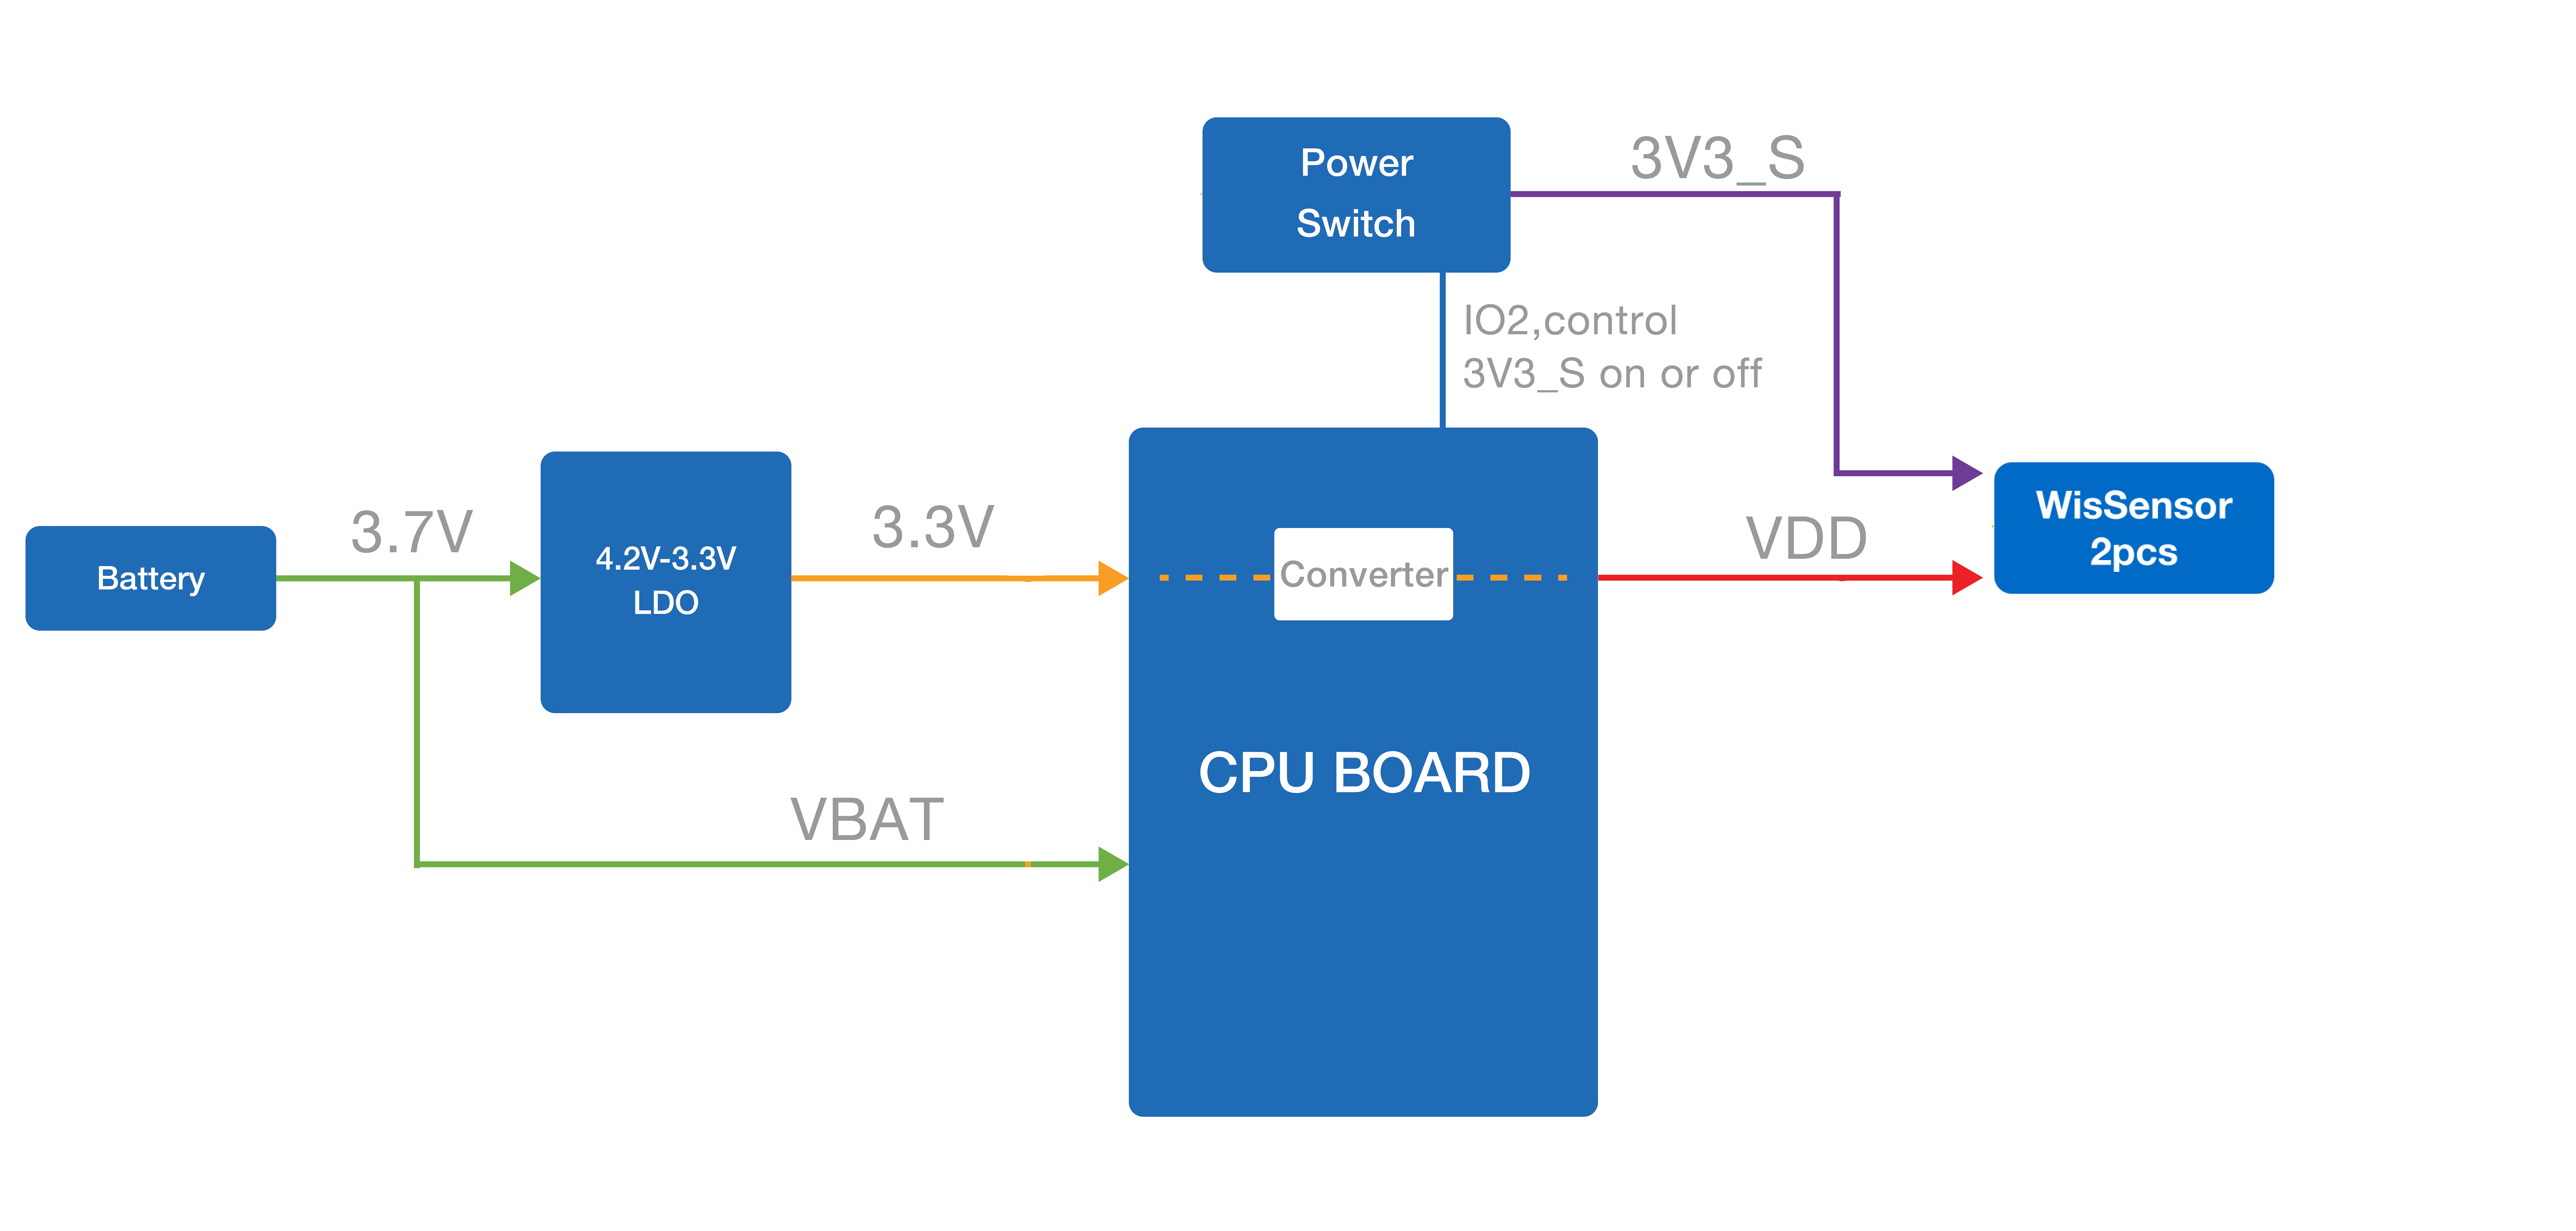 Power
Switch
3V3_S
IO2,control
3V3_S on or off
Battery
3.7V
4.2V-3.3V
LDO
3.3V
Converter
CPU BOARD
VDD
WisSensor
2pcs
VBAT